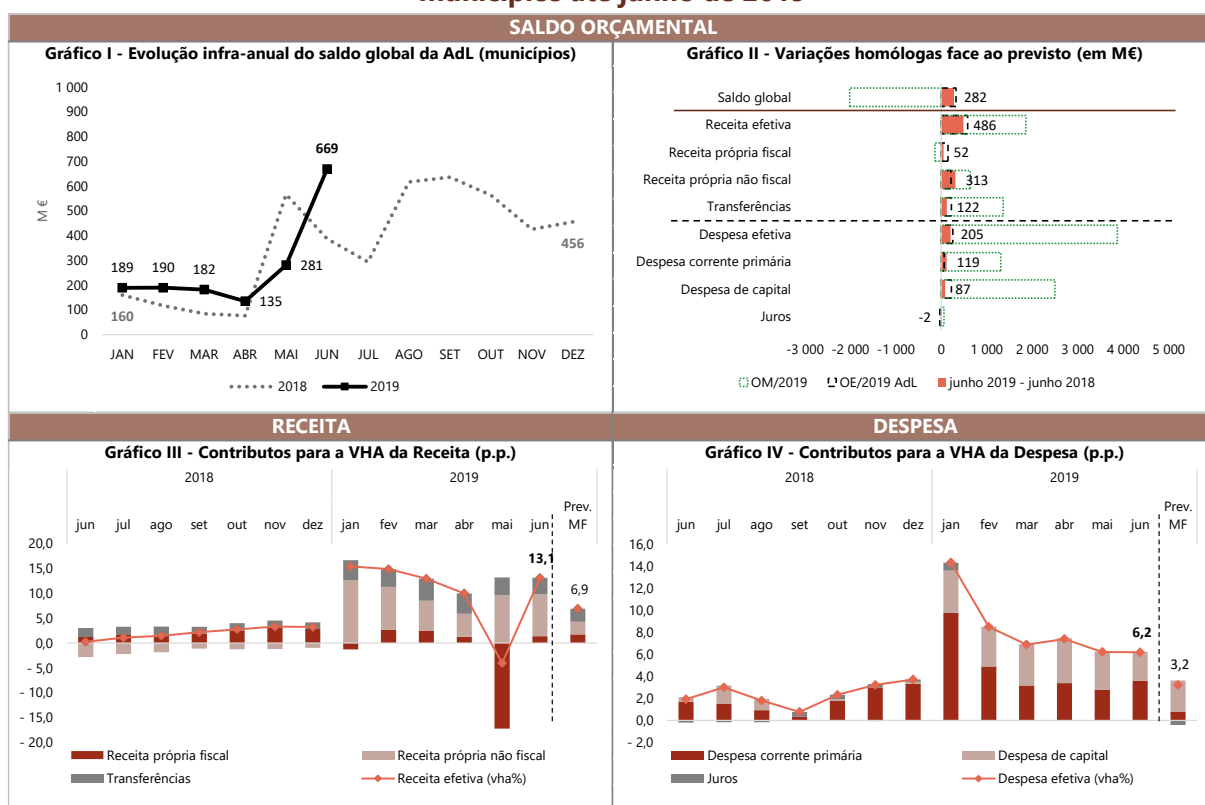 SALDO ORÇAMENTAL
Gráfico I - Evolução infra-anual do saldo global da AdL (municípios)
1 000
900
800
700
600
500
400
300
200
100
0
M €
189
190
182
135
281
669
160
456
JAN FEV MAR ABR MAI JUN JUL AGO SET OUT NOV DEZ
2018 2019
Gráfico II - Variações homólogas face ao previsto (em M€)
Saldo global 282
Receita efetiva 486
Receita própria fiscal 52
Receita própria não fiscal 313
Transferências 122
Despesa efetiva 205
Despesa corrente primária 119
Despesa de capital 87
Juros -2
-3 000 -2 000 -1 000 0 1 000 2 000 3 000 4 000 5 000
OM/2019 OE/2019 AdL junho 2019 - junho 2018
RECEITA
Gráfico III - Contributos para a VHA da Receita (p.p.)
2018 2019
jun jul ago set out nov dez jan fev mar abr mai jun Prev. MF
20,0
15,0
10,0
5,0
0,0
- 5,0
- 10,0
- 15,0
- 20,0
13,1
6,9
Receita própria fiscal Receita própria não fiscal
Transferências Receita efetiva (vha%)
DESPESA
Gráfico IV - Contributos para a VHA da Despesa (p.p.)
2018 2019
jun jul ago set out nov dez jan fev mar abr mai jun Prev. MF
16,0
14,0
12,0
10,0
8,0
6,0
4,0
2,0
0,0
- 2,0
6,2
3,2
Despesa corrente primária Despesa de capital
Juros Despesa efetiva (vha%)